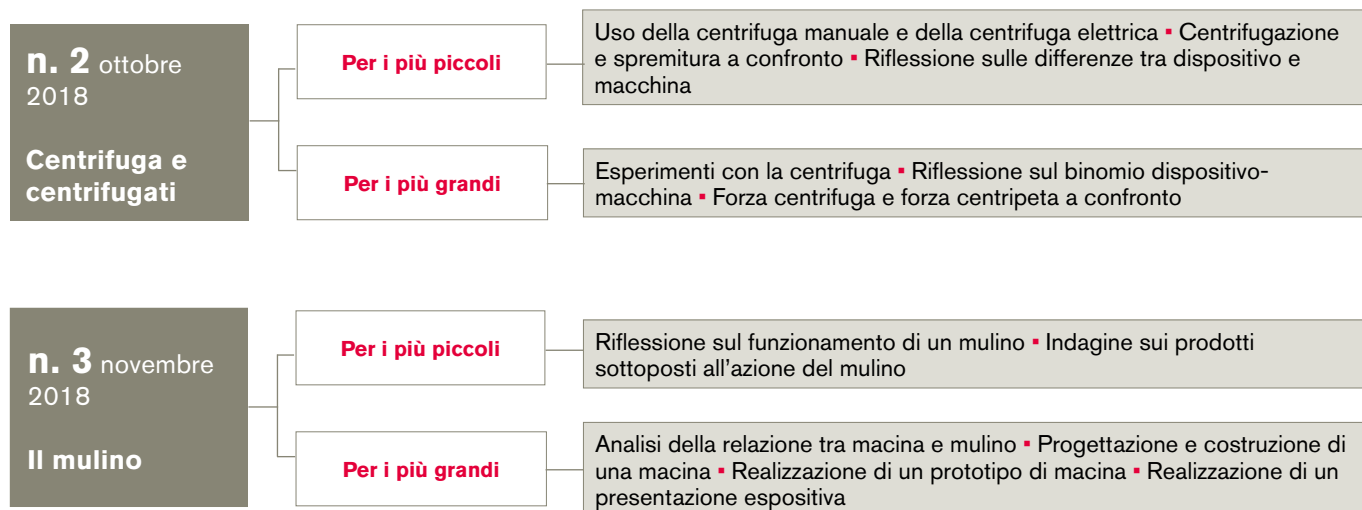 n. 2 ottobre
2018
Centrifuga e
centrifugati
Per i più piccoli
Uso della centrifuga manuale e della centrifuga elettrica ▪ Centrifugazione
e spremitura a confronto ▪ Riflessione sulle differenze tra dispositivo e
macchina
Per i più grandi
Esperimenti con la centrifuga ▪ Riflessione sul binomio dispositivo-
macchina ▪ Forza centrifuga e forza centripeta a confronto
n. 3 novembre
2018
Il mulino
Per i più piccoli
Riflessione sul funzionamento di un mulino ▪ Indagine sui prodotti
sottoposti all'azione del mulino
Per i più grandi
Analisi della relazione tra macina e mulino ▪ Progettazione e costruzione di
una macina ▪ Realizzazione di un prototipo di macina ▪ Realizzazione di un
presentazione espositiva